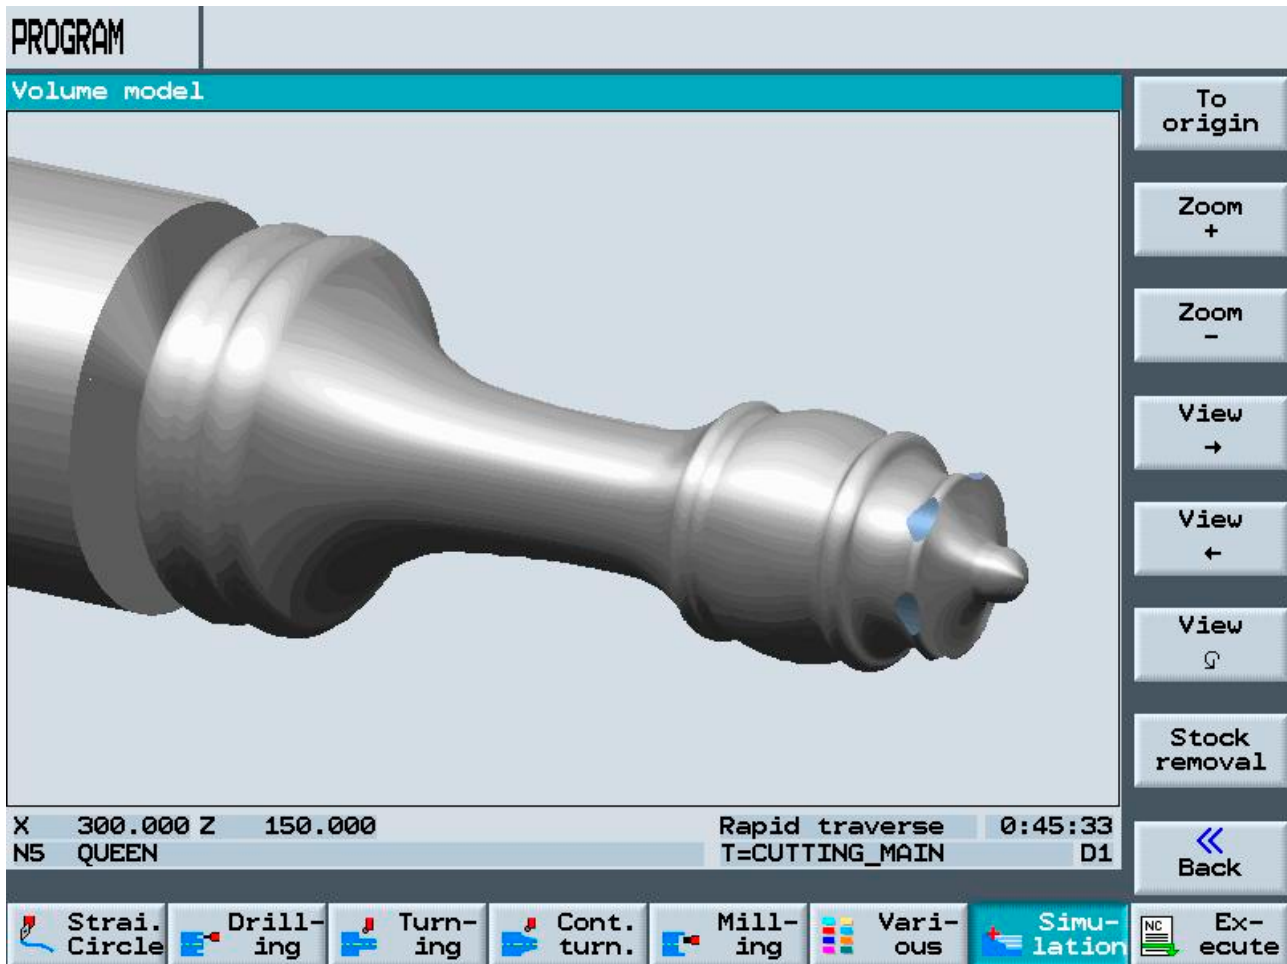 PROGRAM
Volume model
To
origin
Zoom
+
Zoom
-
View
→
View
←
View
Stock
removal
Back
X 300.000 Z 150.000 Rapid traverse 0:45:33
N5 QUEEN T=CUTTING_MAIN D1
Strai.
Circle
Drill-
ing
Turn-
ing
Cont.
turn.
Mill-
ing
Vari-
ous
Simu-
lation
NC
Ex-
ecute